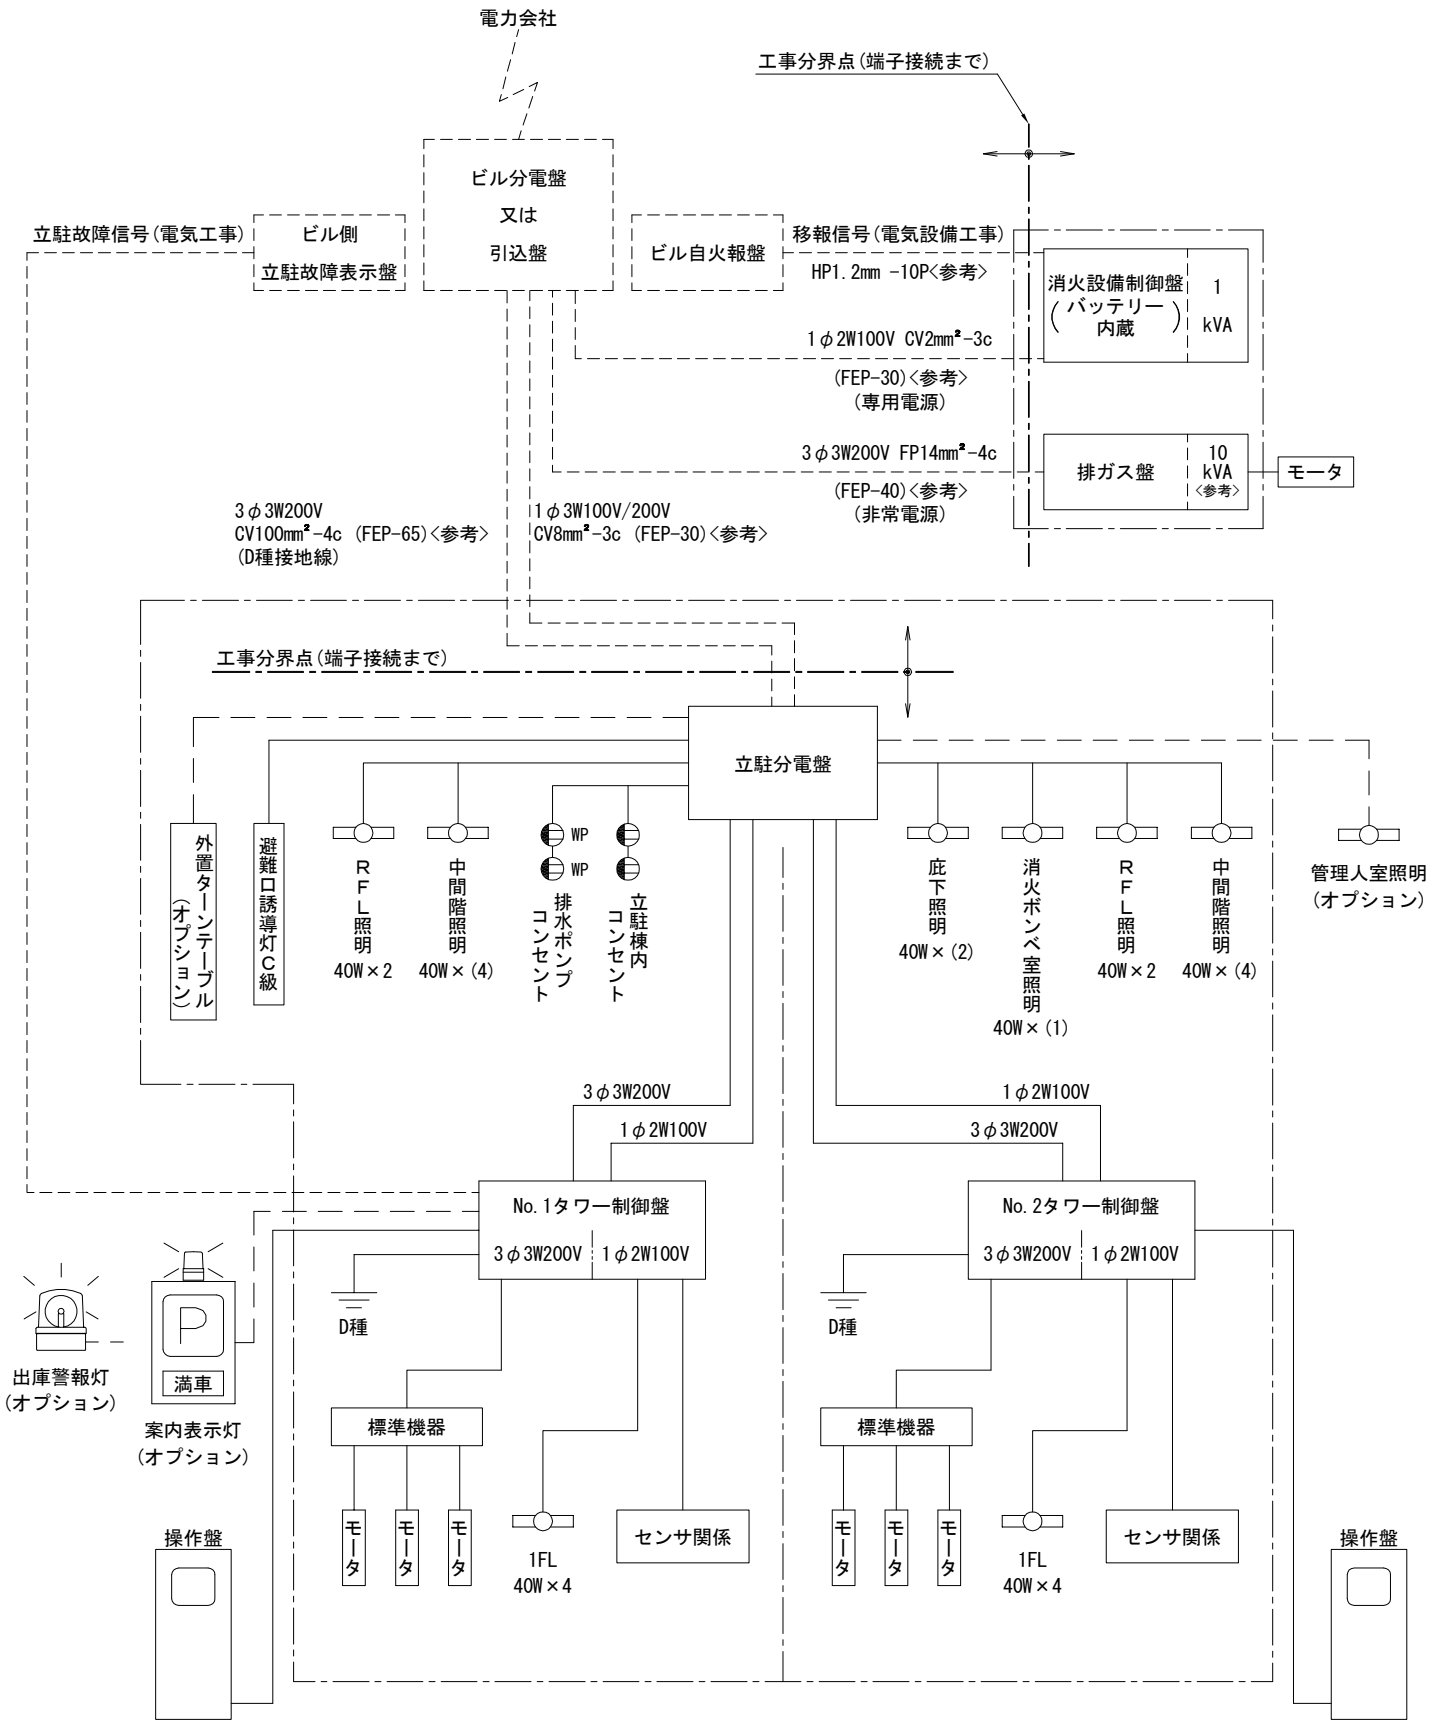 電力会社
工事分界点(端子接続まで)
ビル分電盤
又は
引込盤
立駐故障信号(電気工事)
ビル側
立駐故障表示盤
ビル自火報盤
移報信号(電気設備工事)
HP1.2mm -10P<参考>
消火設備制御盤
(バッテリー
内蔵)
1
kVA
1φ2W100V CV2mm²-3c
(FEP-30)<参考>
(専用電源)
3φ3W200V FP14mm²-4c
(FEP-40)<参考>
(非常電源)
排ガス盤
10
kVA
<参考>
モータ
3φ3W200V
CV100mm²-4c (FEP-65)<参考>
(D種接地線)
1φ3W100V/200V
CV8mm²-3c (FEP-30)<参考>
工事分界点(端子接続まで)
立駐分電盤
外置ターンテーブル
(オプション)
避難口誘導灯C級
RFL照明
40W×2
中間階照明
40W×(4)
WP
WP
排水ポンプ
コンセント
立駐棟内
コンセント
庇下照明
40W×(2)
消火ボンベ室照明
40W×(1)
RFL照明
40W×2
中間階照明
40W×(4)
管理人室照明
(オプション)
3φ3W200V
1φ2W100V
1φ2W100V
3φ3W200V
No.1タワー制御盤
3φ3W200V
1φ2W100V
No.2タワー制御盤
3φ3W200V
1φ2W100V
D種
D種
出庫警報灯
(オプション)
P
満車
案内表示灯
(オプション)
標準機器
モータ
モータ
モータ
1FL
40W×4
センサ関係
標準機器
モータ
モータ
モータ
1FL
40W×4
センサ関係
操作盤
操作盤